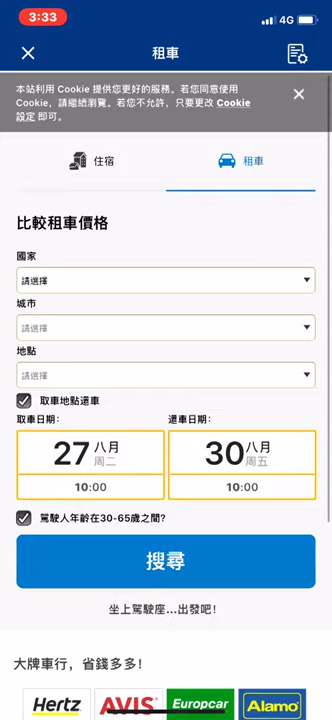 3:33
4G
租車
本站利用 Cookie 提供您更好的服務。若您同意使用
Cookie，請繼續瀏覽。若您不允許，只要更改 Cookie
設定 即可。
住宿
租車
比較租車價格
國家
請選擇
城市
請選擇
地點
請選擇
取車地點還車
取車日期：
還車日期：
27 八月 周二
30 八月 周五
10:00
10:00
駕駛人年齡在30-65歲之間?
搜尋
坐上駕駛座...出發吧！
大牌車行，省錢多多！
Hertz
AVIS
Europcar
Alamo